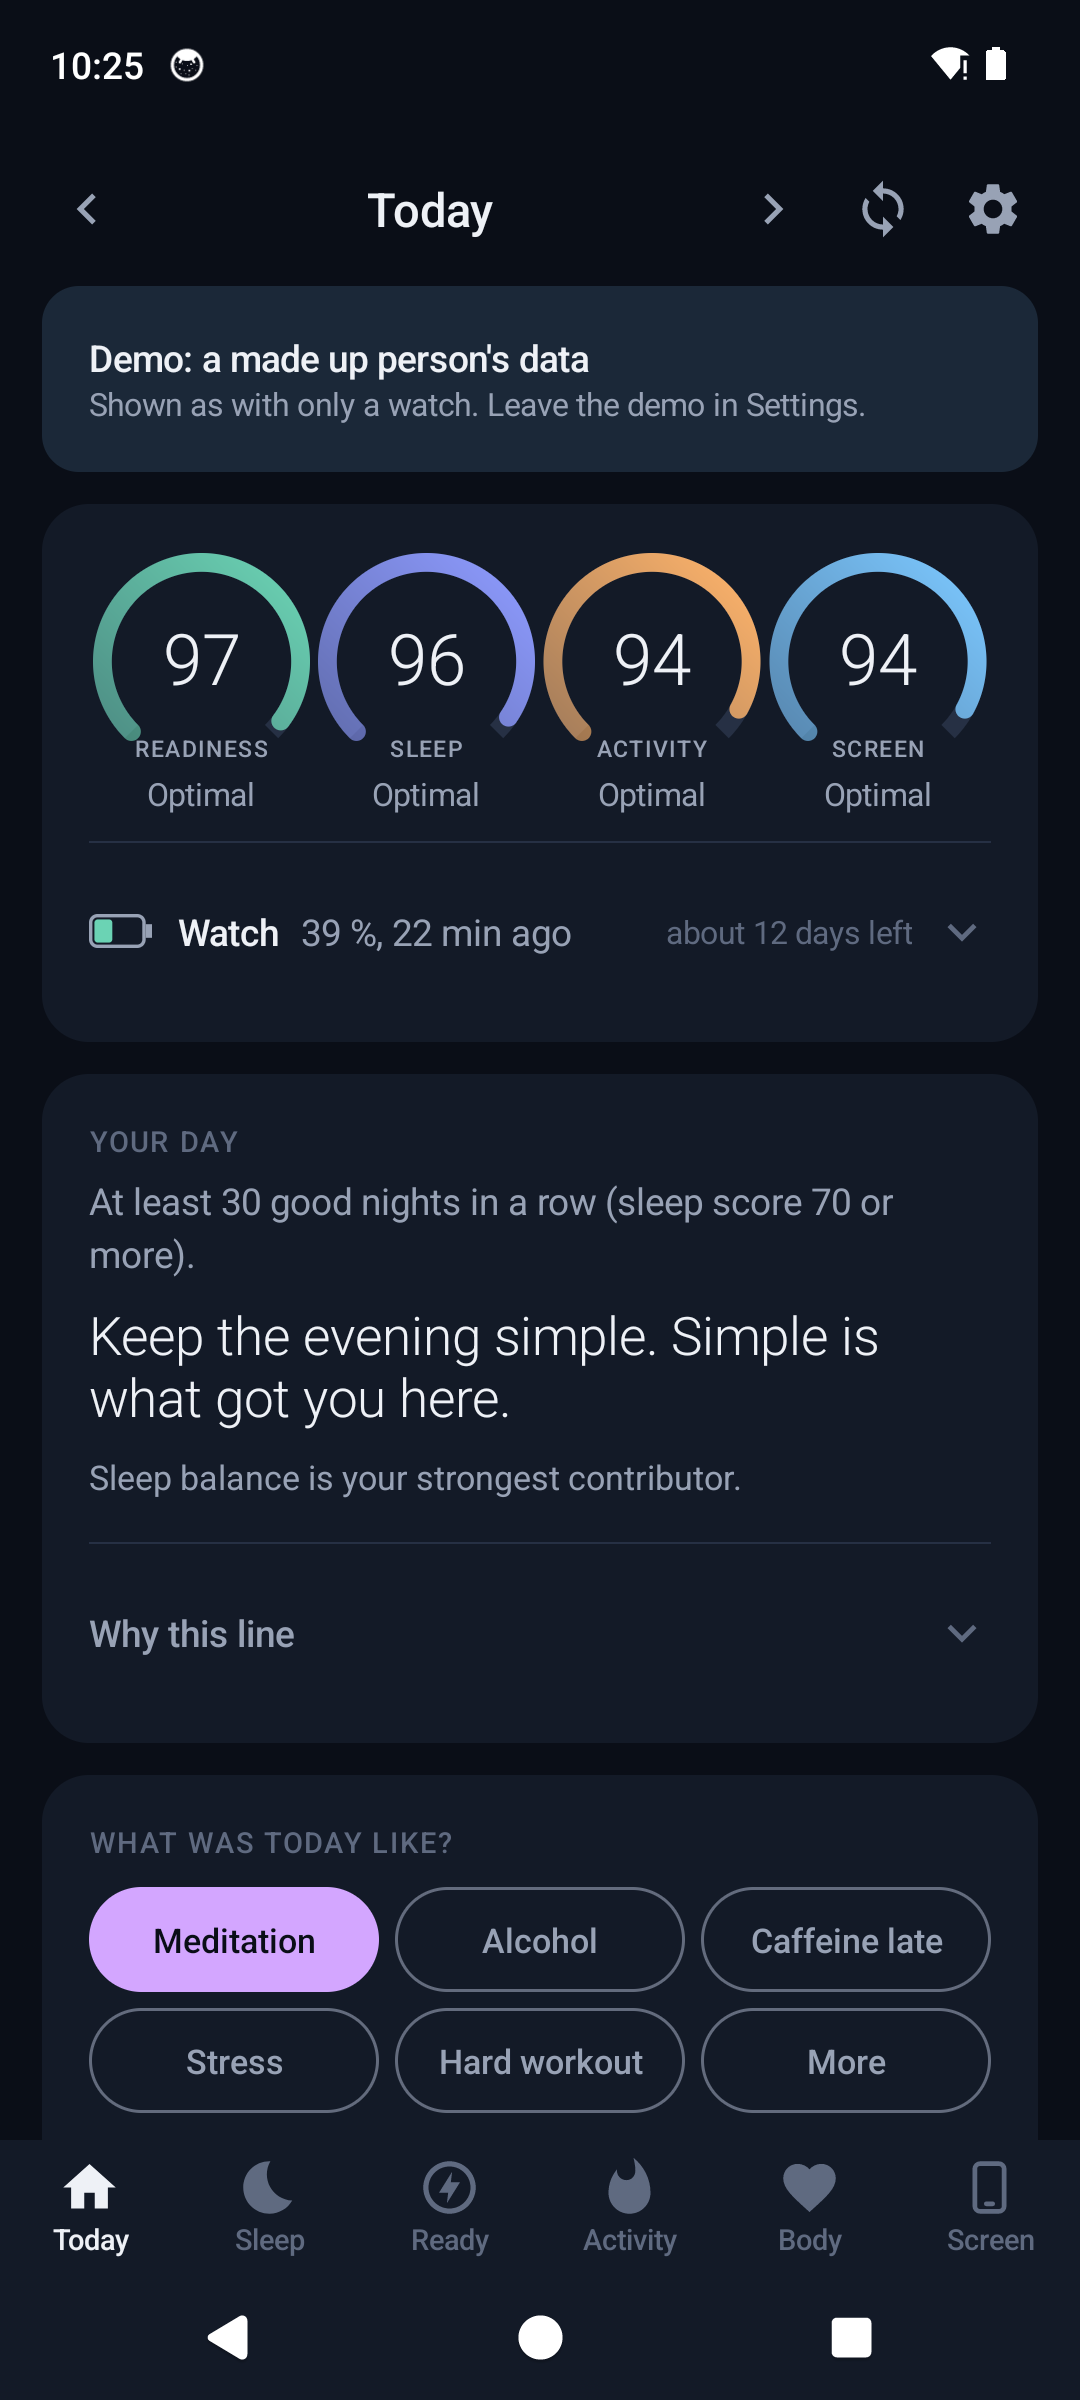 10:25
Today
Demo: a made up person's data
Shown as with only a watch. Leave the demo in Settings.
97 96 94 94
READINESS SLEEP ACTIVITY SCREEN
Optimal Optimal Optimal Optimal
Watch 39 %, 22 min ago about 12 days left
YOUR DAY
At least 30 good nights in a row (sleep score 70 or
more).
Keep the evening simple. Simple is
what got you here.
Sleep balance is your strongest contributor.
Why this line
WHAT WAS TODAY LIKE?
Meditation Alcohol Caffeine late
Stress Hard workout More
Today Sleep Ready Activity Body Screen